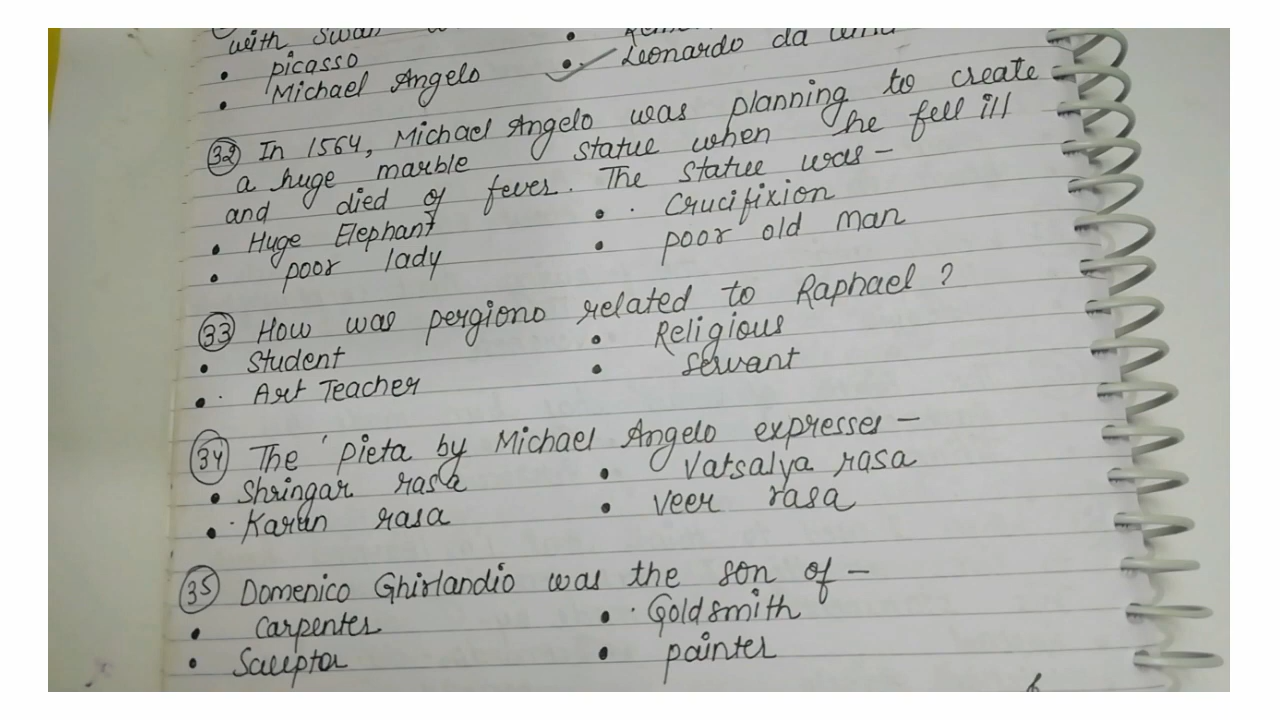 with Swan
• picasso
• Michael Angelo • Leonardo da
(32) In 1564, Michael Angelo was planning to create
a huge marble statue when he fell ill
and died of fever. The statue was –
• Huge Elephant • Crucifixion
• poor lady • poor old man
(33) How was pergiono related to Raphael ?
• Student • Religious
• Art Teacher • Servant
(34) The 'pieta by Michael Angelo expresses –
• Shringar rasa • Vatsalya rasa
• Karun rasa • veer rasa
(35) Domenico Ghirlandio was the son of –
• Carpenter • Goldsmith
• Scuptor • painter